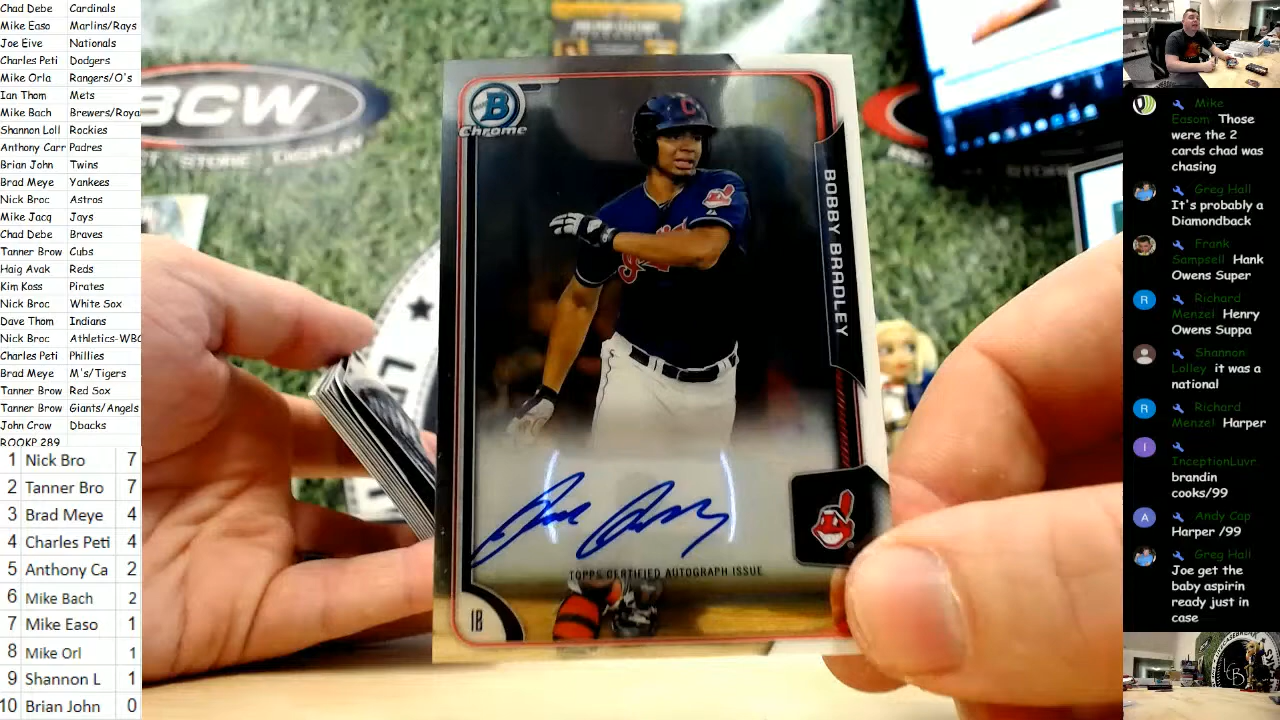 Chad Debe Cardinals
Mike Easo Marlins/Rays
Joe Eive Nationals
Charles Peti Dodgers
Mike Orla Rangers/O's
Ian Thom Mets
Mike Bach Brewers/Roya
Shannon Loll Rockies
Anthony Carr Padres
Brian John Twins
Brad Meye Yankees
Nick Broc Astros
Mike Jacq Jays
Chad Debe Braves
Tanner Brow Cubs
Haig Avak Reds
Kim Koss Pirates
Nick Broc White Sox
Dave Thom Indians
Nick Broc Athletics-WBC
Charles Peti Phillies
Brad Meye M's/Tigers
Tanner Brow Red Sox
Tanner Brow Giants/Angels
John Crow Dbacks
1 Nick Bro 7
2 Tanner Bro 7
3 Brad Meye 4
4 Charles Peti 4
5 Anthony Ca 2
6 Mike Bach 2
7 Mike Easo 1
8 Mike Orl 1
9 Shannon L 1
10 Brian John 0
BCW
B
Chrome
C
BOBBY BRADLEY
TOPPS CERTIFIED AUTOGRAPH ISSUE
1B
Mike
Easom Those
were the 2
cards chad was
chasing
Greg Hall
It's probably a
Diamondback
Frank
Sampsell Hank
Owens Super
R
Richard
Menzel Henry
Owens Suppa
Shannon
Lolley it was a
national
R
Richard
Menzel Harper
I
InceptionLuvr
brandin
cooks/99
A
Andy Cap
Harper /99
Greg Hall
Joe get the
baby aspirin
ready just in
case